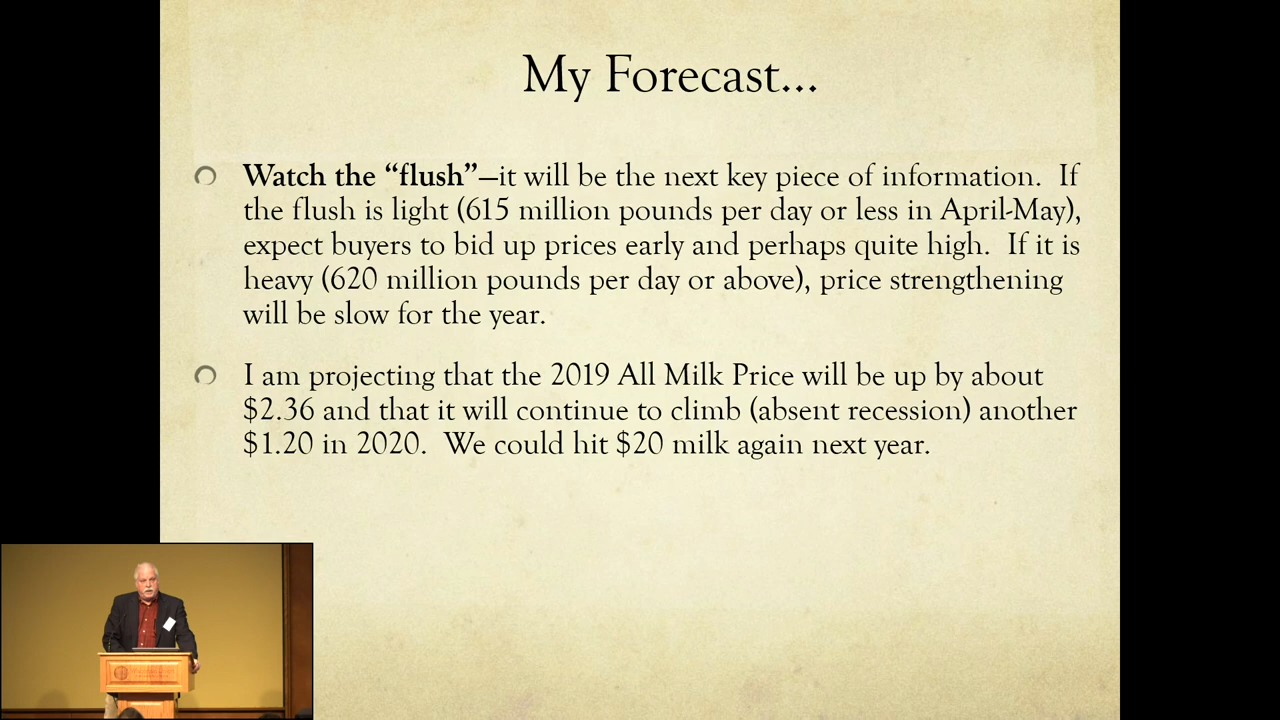 My Forecast...
Watch the “flush”—it will be the next key piece of information. If
the flush is light (615 million pounds per day or less in April-May),
expect buyers to bid up prices early and perhaps quite high. If it is
heavy (620 million pounds per day or above), price strengthening
will be slow for the year.
I am projecting that the 2019 All Milk Price will be up by about
$2.36 and that it will continue to climb (absent recession) another
$1.20 in 2020. We could hit $20 milk again next year.